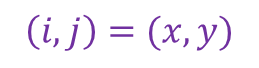 (i, j) = (x, y)